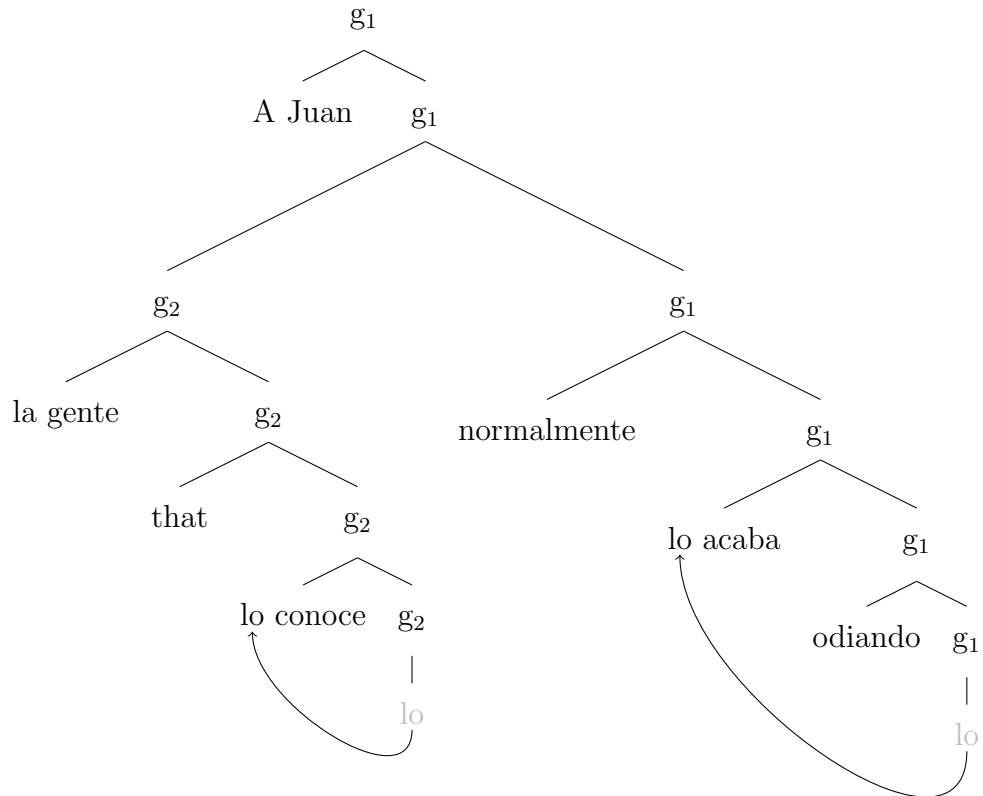 g₁
A Juan g₁
g₂ g₁
la gente g₂ normalmente g₁
that g₂ lo acaba g₁
lo conoce g₂ odiando g₁
lo lo